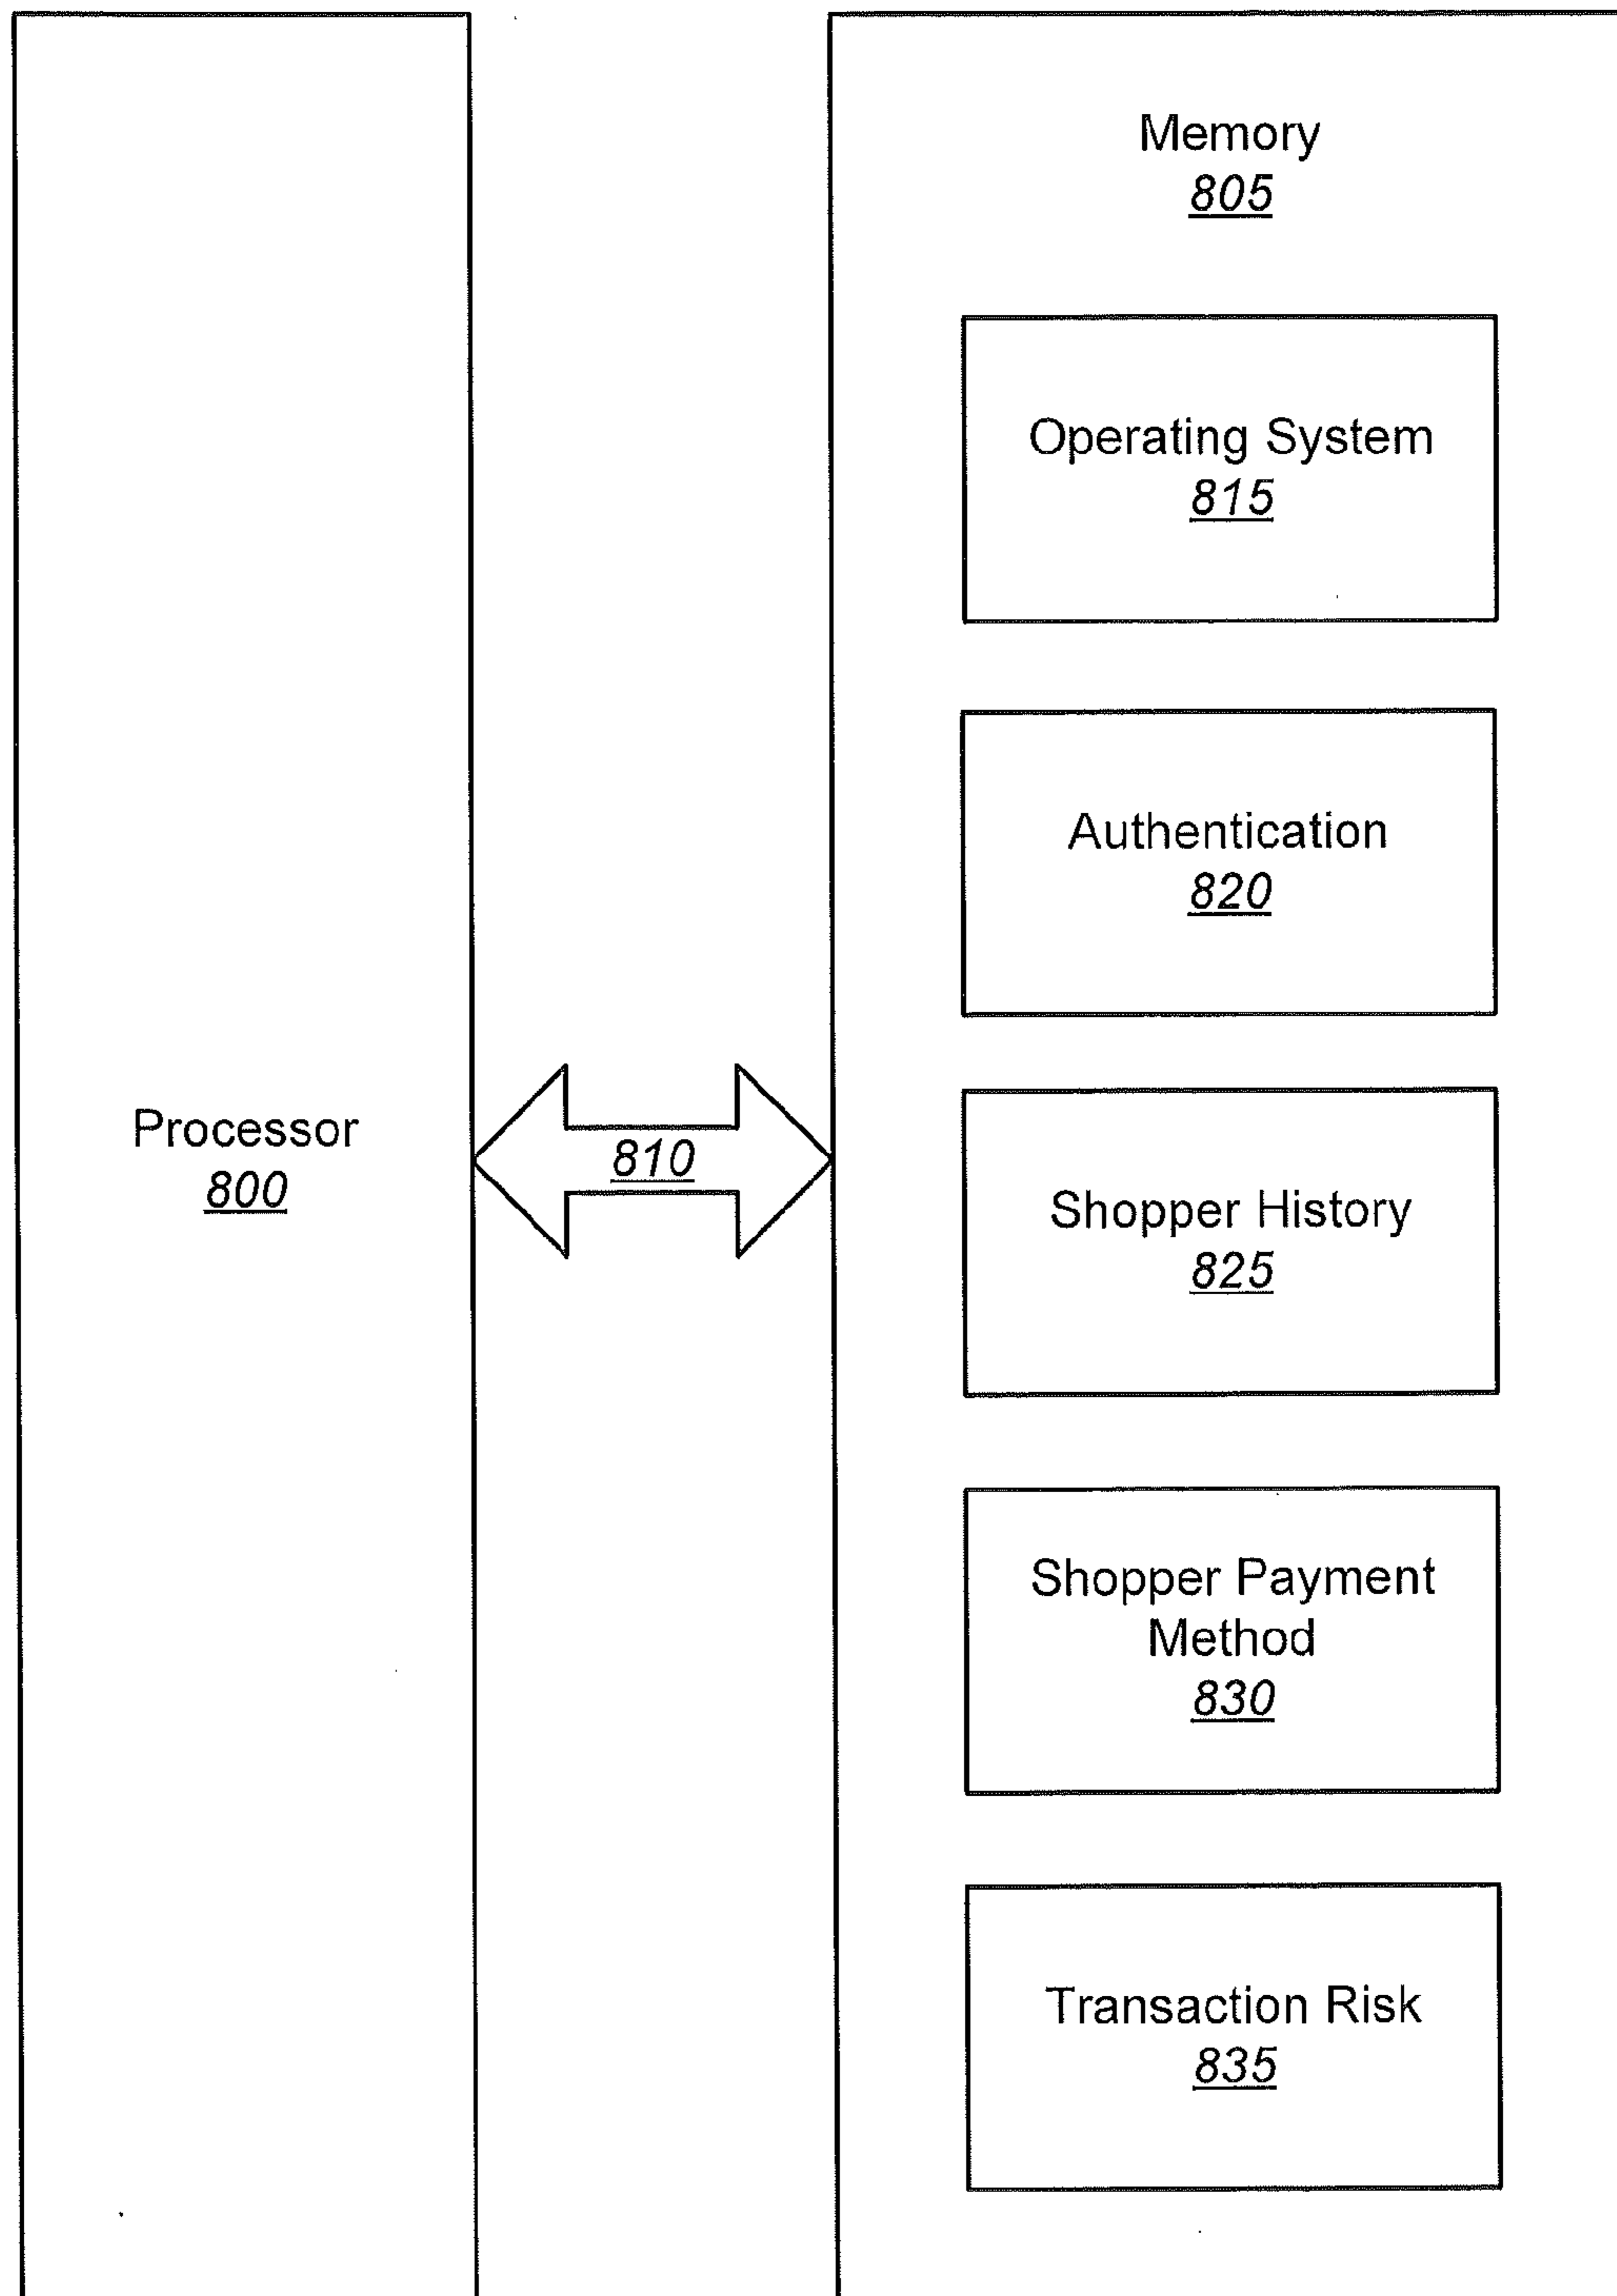 Memory
805
Operating System
815
Authentication
820
Processor
800
810
Shopper History
825
Shopper Payment
Method
830
Transaction Risk
835